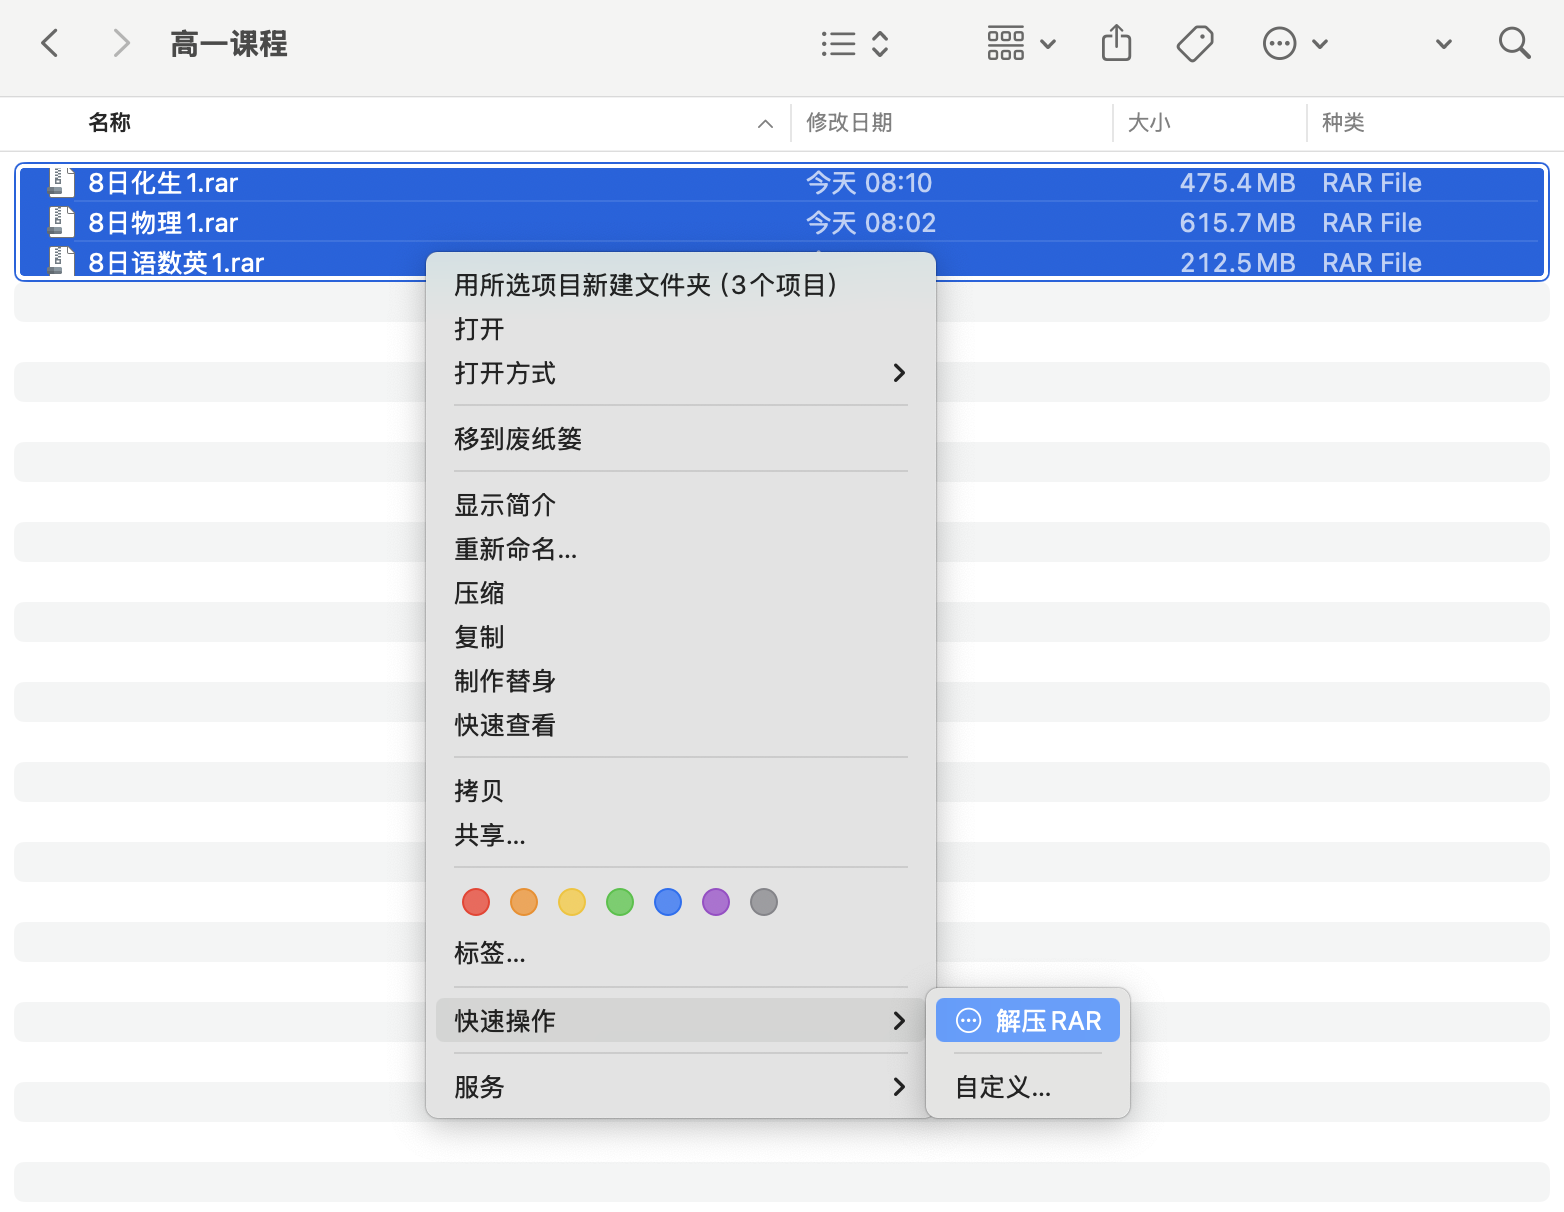 高一课程
名称 修改日期 大小 种类
8日化生1.rar 今天 08:10 475.4 MB RAR File
8日物理1.rar 今天 08:02 615.7 MB RAR File
8日语数英1.rar 212.5 MB RAR File
用所选项目新建文件夹 (3个项目)
打开
打开方式
移到废纸篓
显示简介
重新命名...
压缩
复制
制作替身
快速查看
拷贝
共享...
标签...
快速操作
解压RAR
服务
自定义...